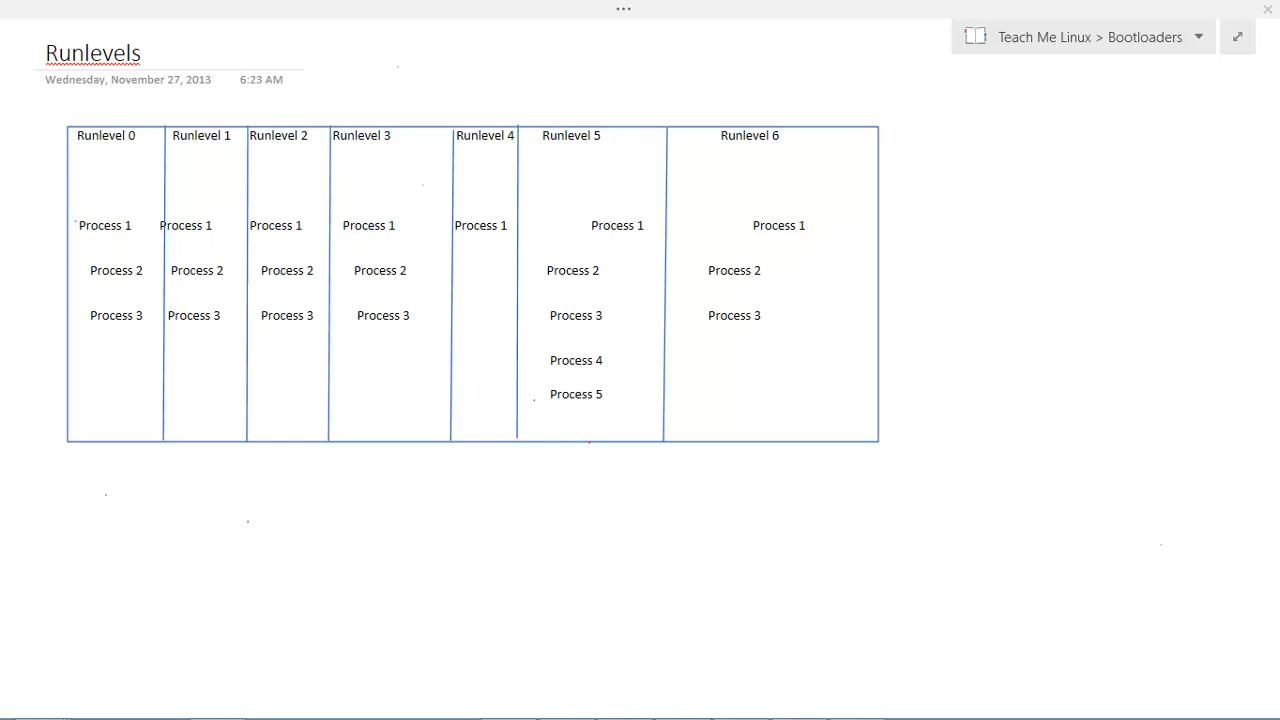 Teach Me Linux > Bootloaders
Runlevels
Wednesday, November 27, 2013 6:23 AM
Runlevel 0 Runlevel 1 Runlevel 2 Runlevel 3 Runlevel 4 Runlevel 5 Runlevel 6
Process 1 Process 1 Process 1 Process 1 Process 1 Process 1 Process 1
Process 2 Process 2 Process 2 Process 2 Process 2 Process 2
Process 3 Process 3 Process 3 Process 3 Process 3 Process 3
Process 4
Process 5